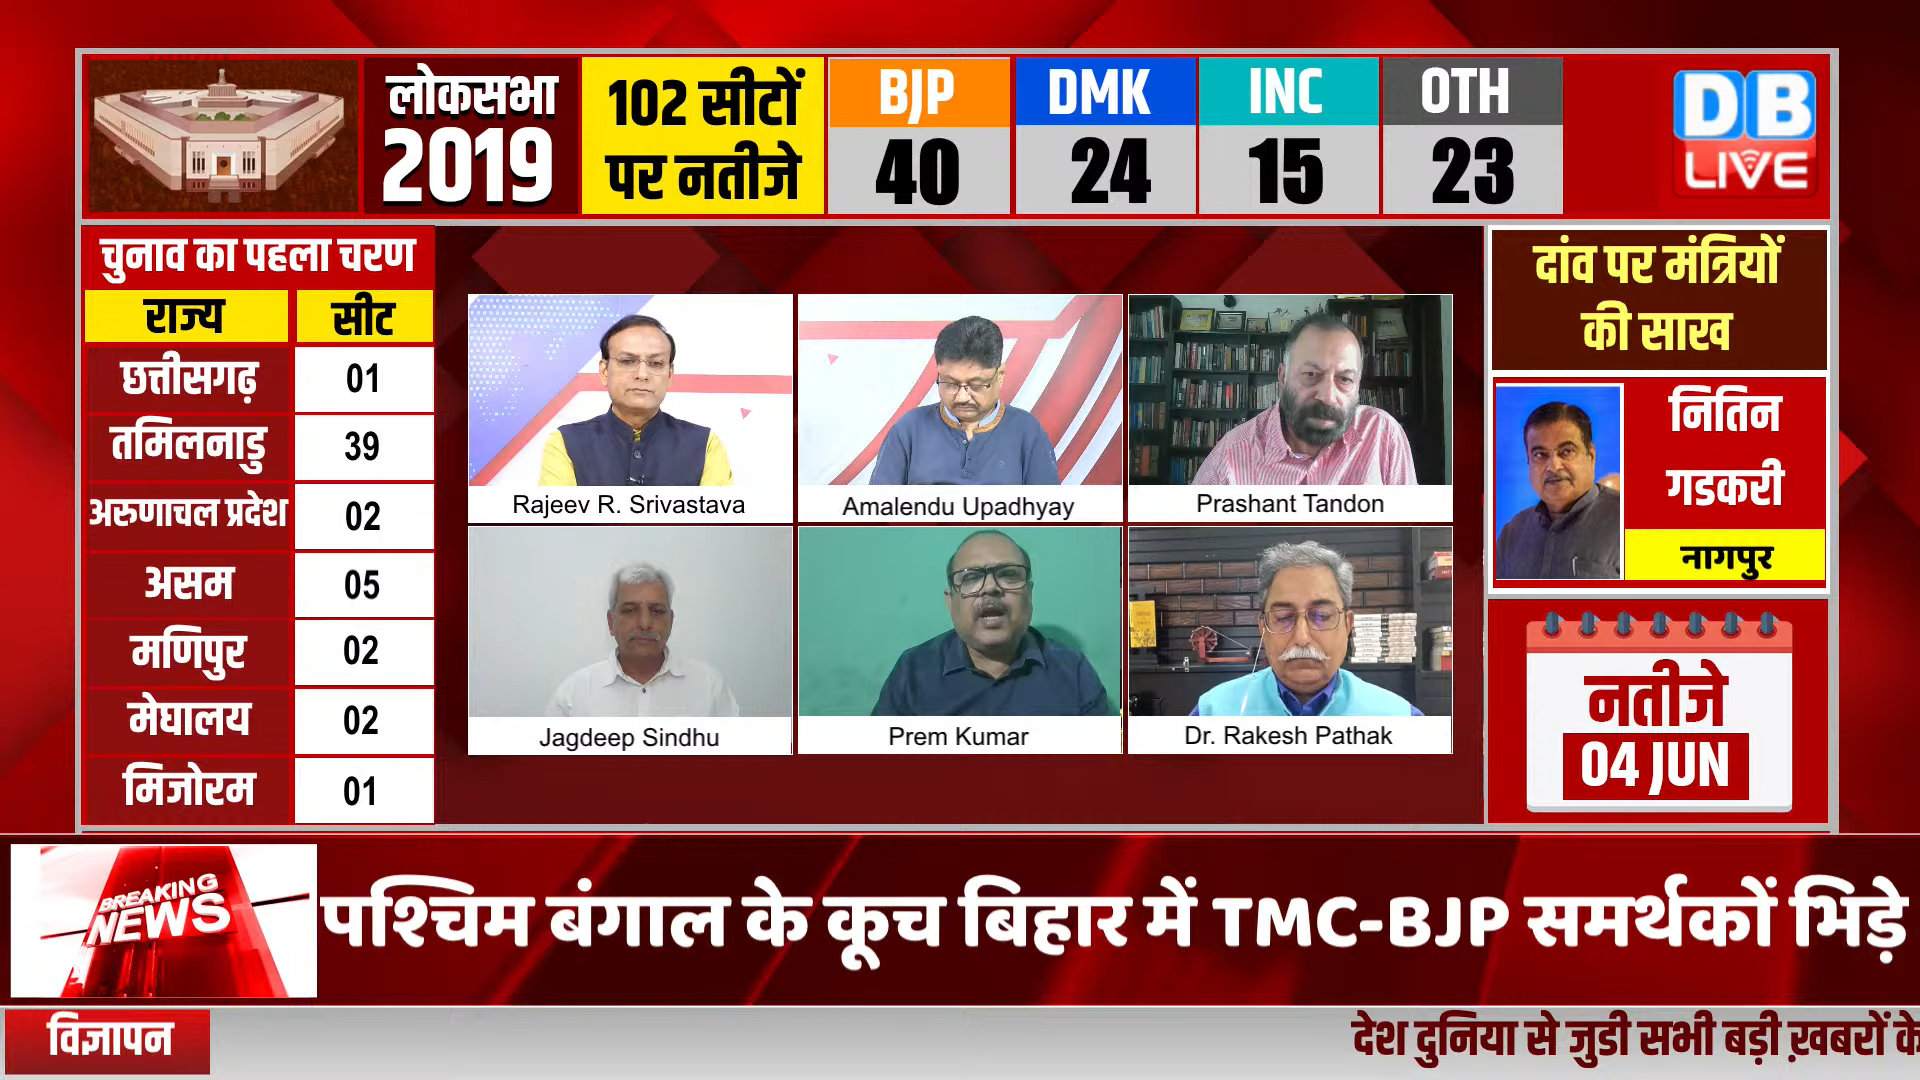 लोकसभा
2019
102 सीटों
पर नतीजे
BJP
40
DMK
24
INC
15
OTH
23
DB
LIVE
चुनाव का पहला चरण
राज्य सीट
छत्तीसगढ़ 01
तमिलनाडु 39
अरुणाचल प्रदेश 02
असम 05
मणिपुर 02
मेघालय 02
मिजोरम 01
Rajeev R. Srivastava
Amalendu Upadhyay
Prashant Tandon
Jagdeep Sindhu
Prem Kumar
Dr. Rakesh Pathak
दांव पर मंत्रियों
की साख
नितिन
गडकरी
नागपुर
नतीजे
04 JUN
BREAKING
NEWS
पश्चिम बंगाल के कूच बिहार में TMC-BJP समर्थकों भिड़े
विज्ञापन
देश दुनिया से जुडी सभी बड़ी ख़बरों के